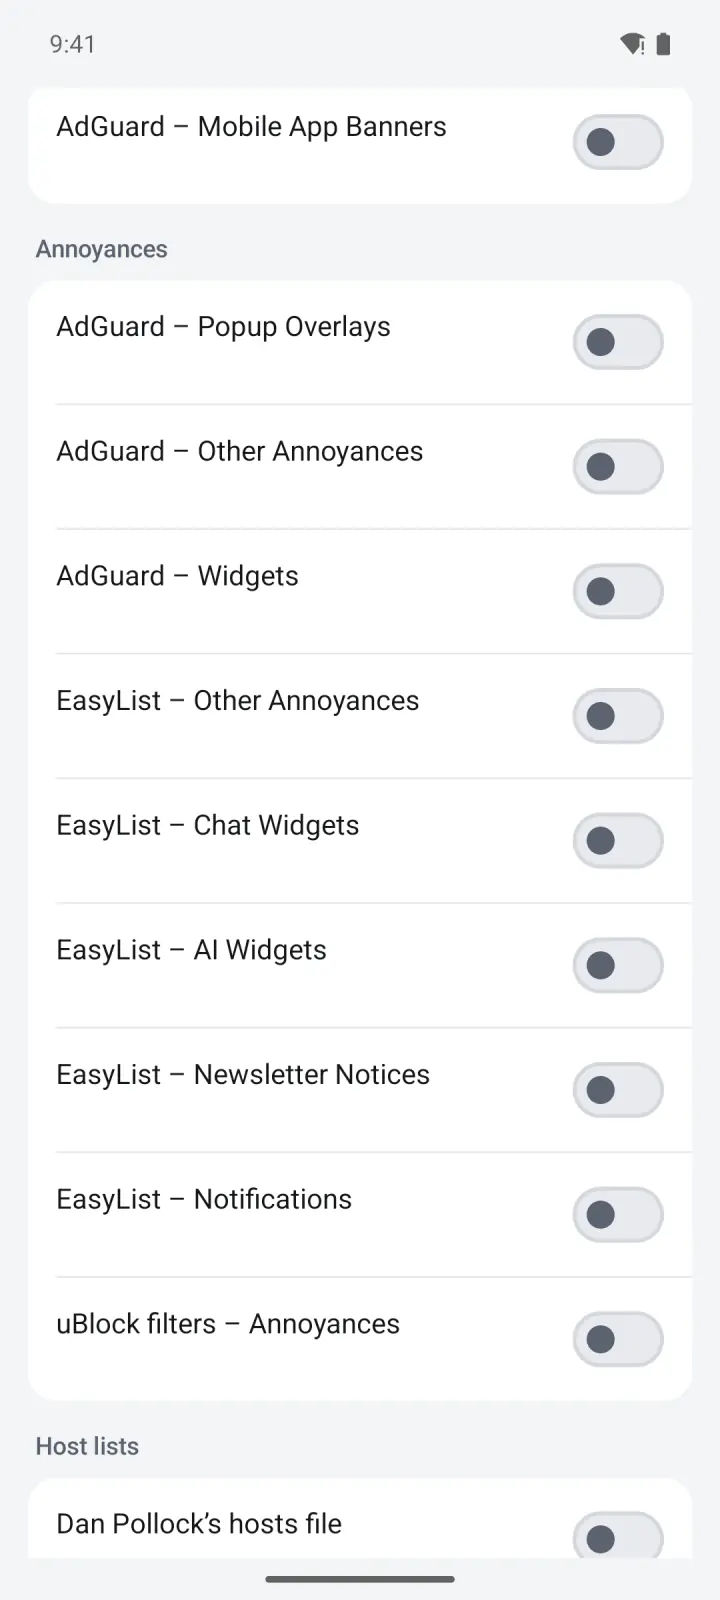 9:41
AdGuard – Mobile App Banners
Annoyances
AdGuard – Popup Overlays
AdGuard – Other Annoyances
AdGuard – Widgets
EasyList – Other Annoyances
EasyList – Chat Widgets
EasyList – AI Widgets
EasyList – Newsletter Notices
EasyList – Notifications
uBlock filters – Annoyances
Host lists
Dan Pollock’s hosts file